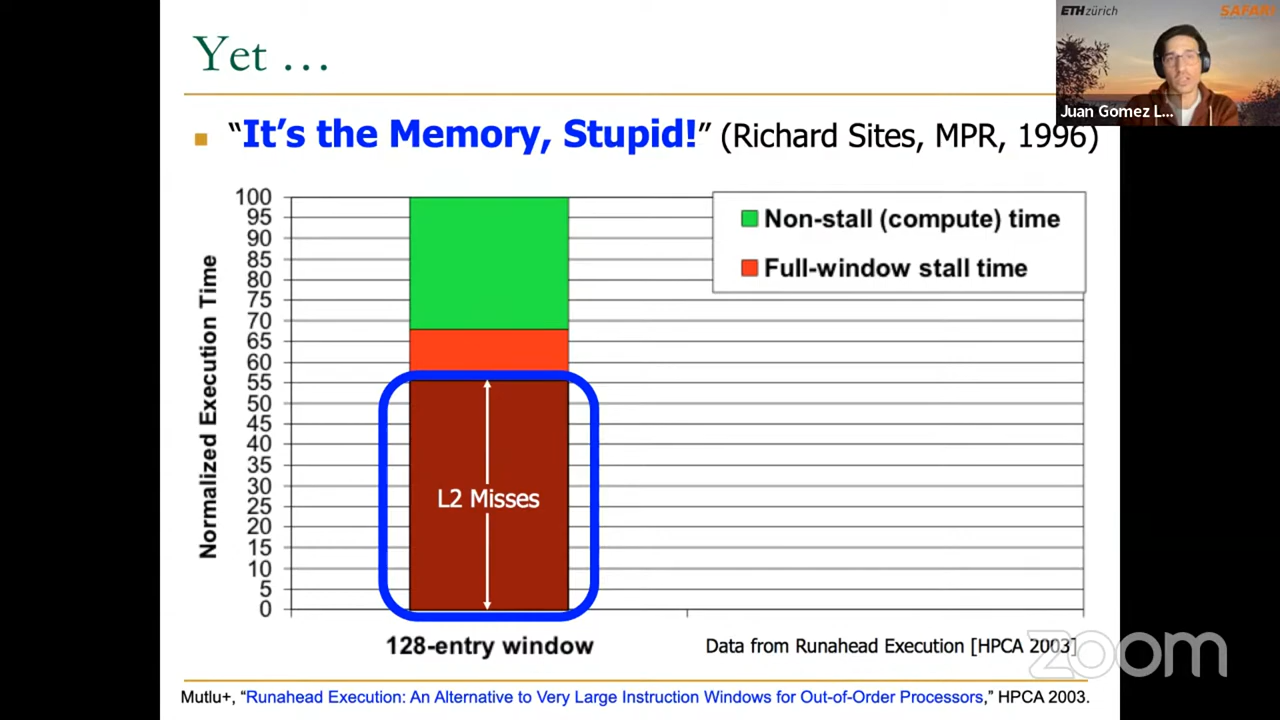 Yet …
ETH zürich
SAFARI
Juan Gomez L...
"It's the Memory, Stupid!" (Richard Sites, MPR, 1996)
100
95
90
85
80
75
70
65
60
55
50
45
40
35
30
25
20
15
10
5
0
Normalized Execution Time
Non-stall (compute) time
Full-window stall time
L2 Misses
128-entry window
Data from Runahead Execution [HPCA 2003]
zoom
Mutlu+, "Runahead Execution: An Alternative to Very Large Instruction Windows for Out-of-Order Processors," HPCA 2003.